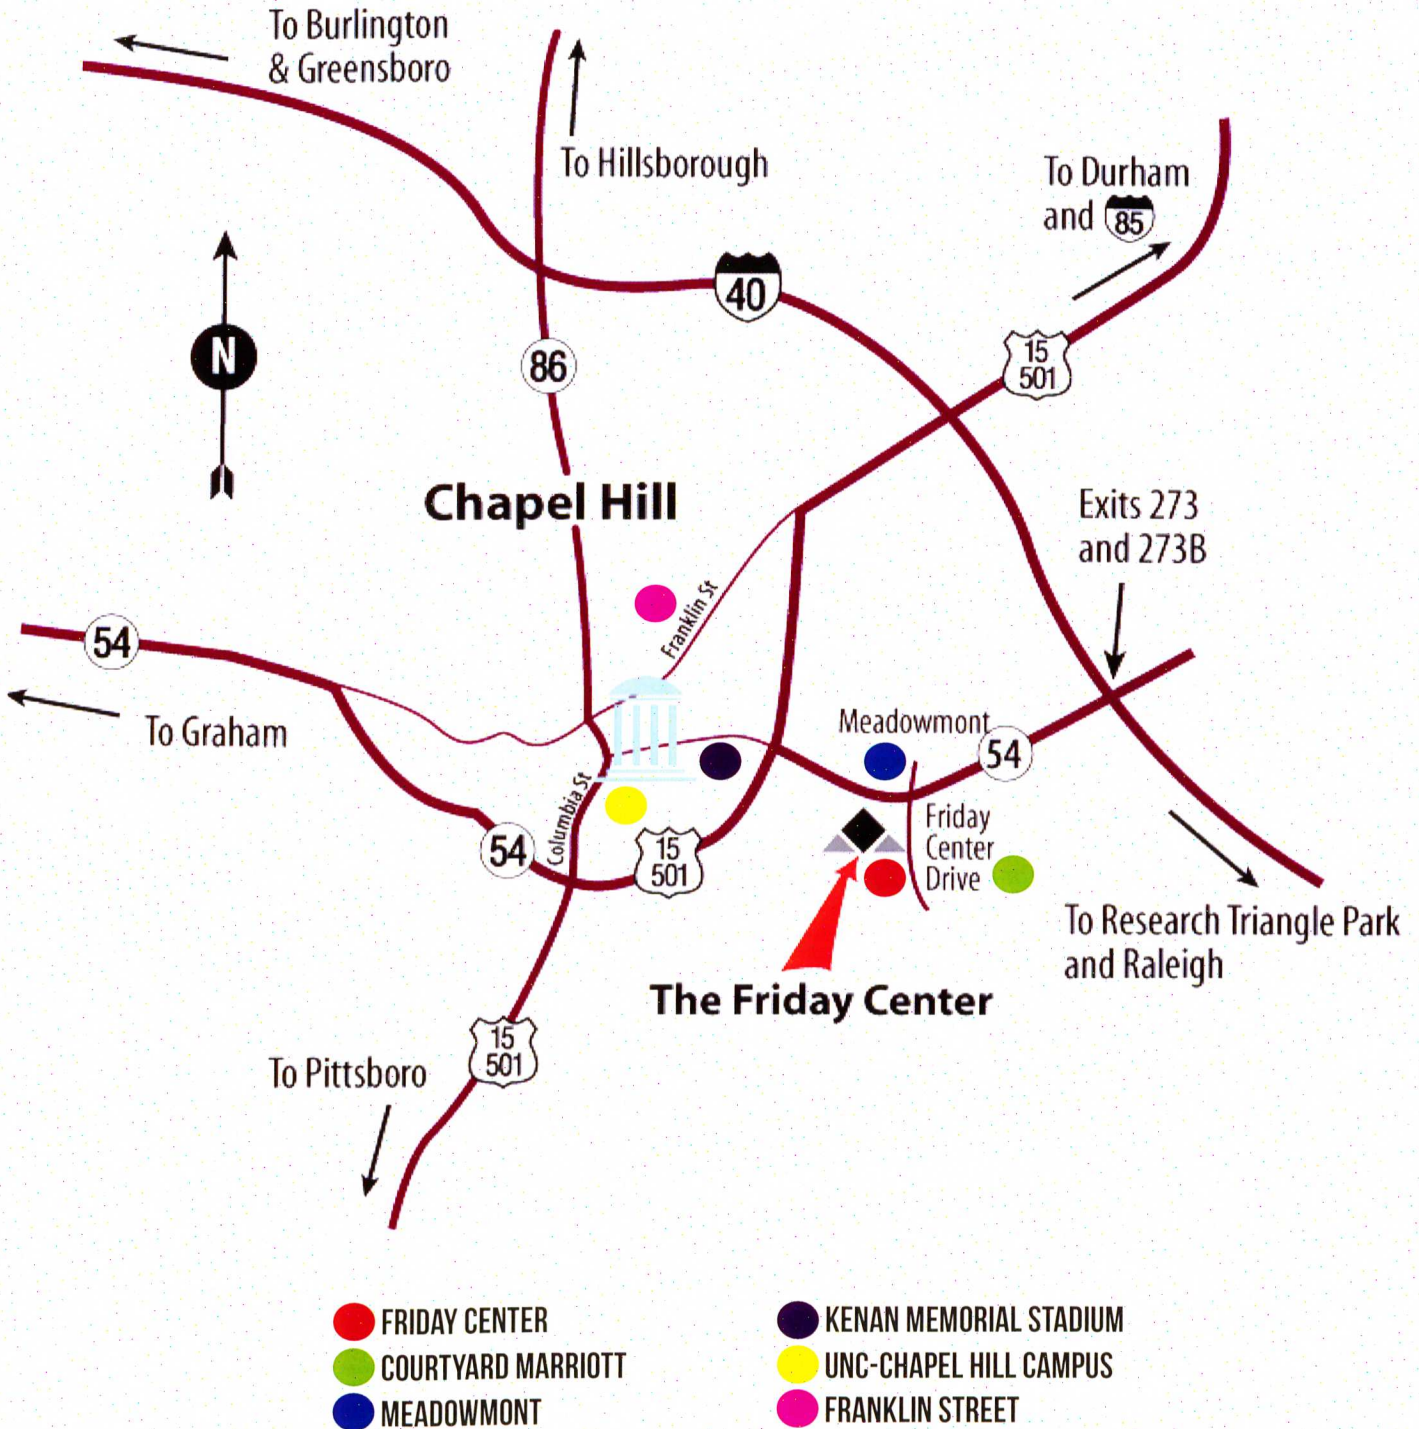 To Burlington
& Greensboro
To Hillsborough
To Durham
and 85
N
40
86
15
501
Chapel Hill
Exits 273
and 273B
Franklin St
54
To Graham
Meadowmont
54
Columbia St
54
15
501
Friday
Center
Drive
To Research Triangle Park
and Raleigh
The Friday Center
15
501
To Pittsboro
FRIDAY CENTER
COURTYARD MARRIOTT
MEADOWMONT
KENAN MEMORIAL STADIUM
UNC-CHAPEL HILL CAMPUS
FRANKLIN STREET